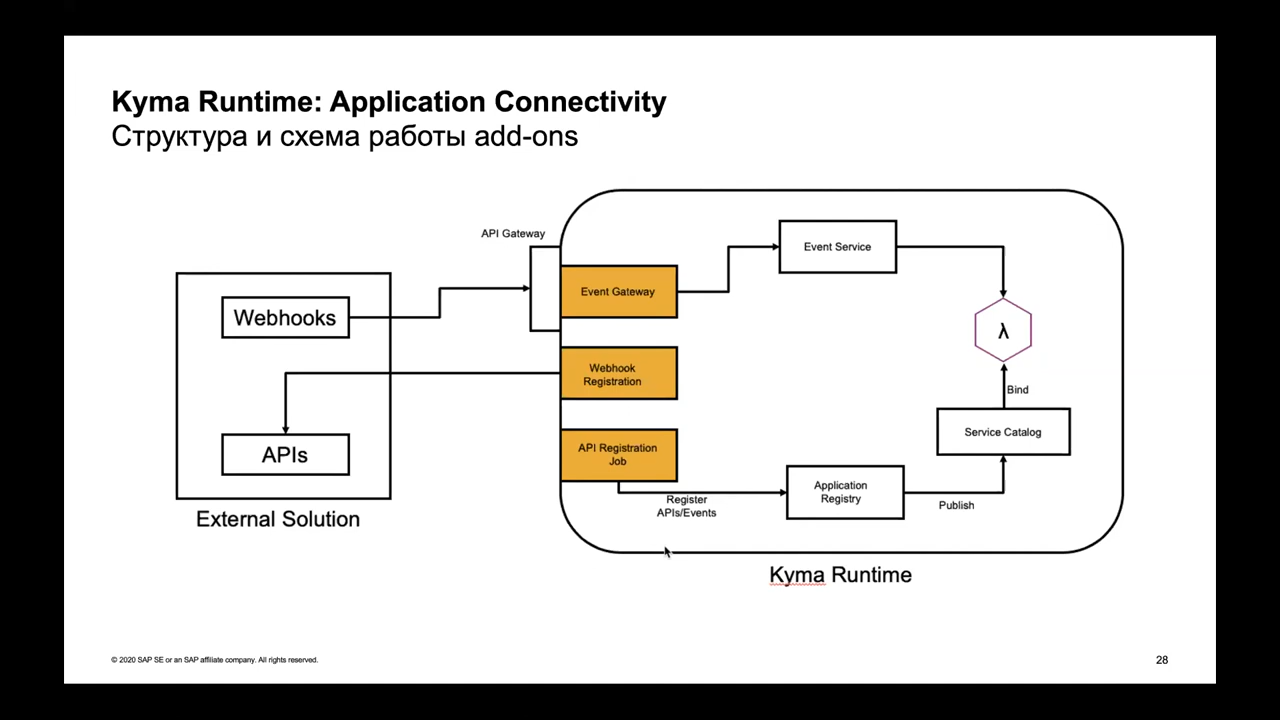 Kyma Runtime: Application Connectivity
Структура и схема работы add-ons
API Gateway
Event Service
Event Gateway
Webhooks
λ
Webhook
Registration
Bind
Service Catalog
API Registration
Job
APIs
Application
Registry
Register
APIs/Events
Publish
External Solution
Kyma Runtime
© 2020 SAP SE or an SAP affiliate company. All rights reserved.
28